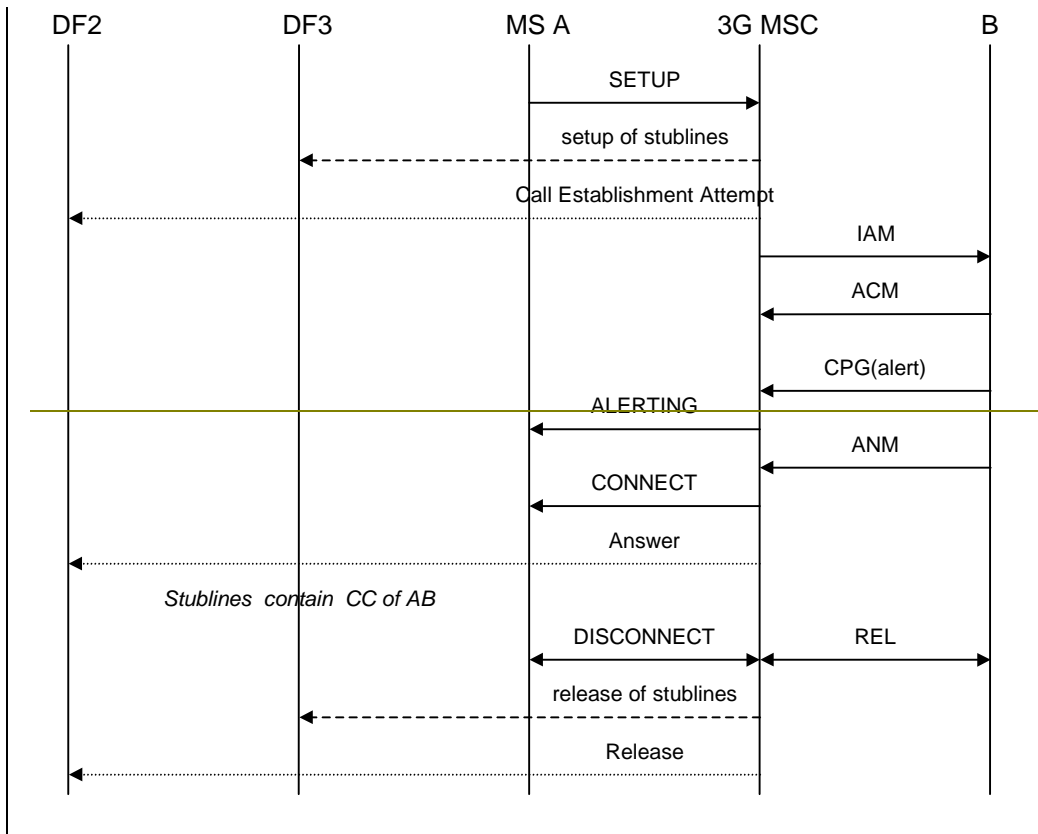 DF2 DF3 MS A 3G MSC B
SETUP
setup of stublines
Call Establishment Attempt
IAM
ACM
CPG(alert)
ALERTING
ANM
CONNECT
Answer
Stublines contain CC of AB
DISCONNECT REL
release of stublines
Release